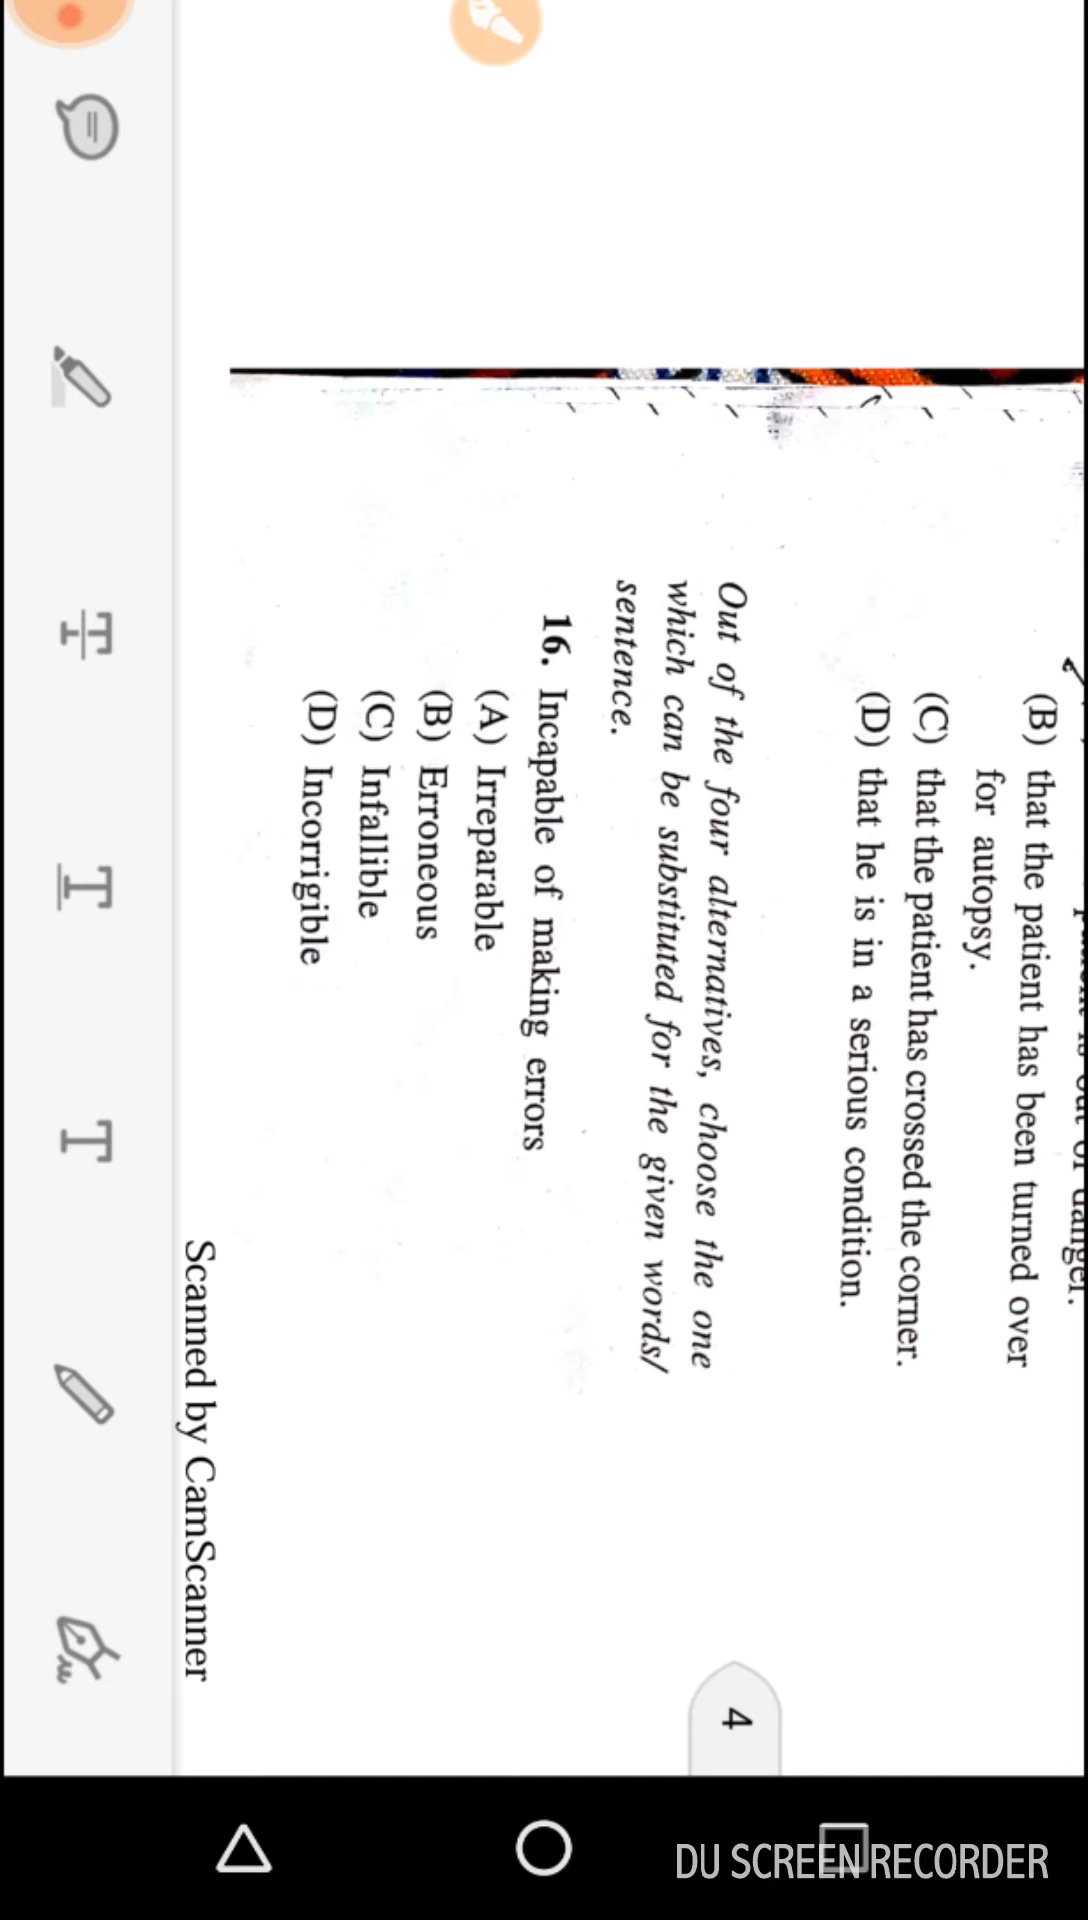 (B) that the patient has been turned over
for autopsy.
(C) that the patient has crossed the corner.
(D) that he is in a serious condition.
Out of the four alternatives, choose the one
which can be substituted for the given words/
sentence.
16. Incapable of making errors
(A) Irreparable
(B) Erroneous
(C) Infallible
(D) Incorrigible
4
Scanned by CamScanner
T
T
T
DU SCREEN RECORDER